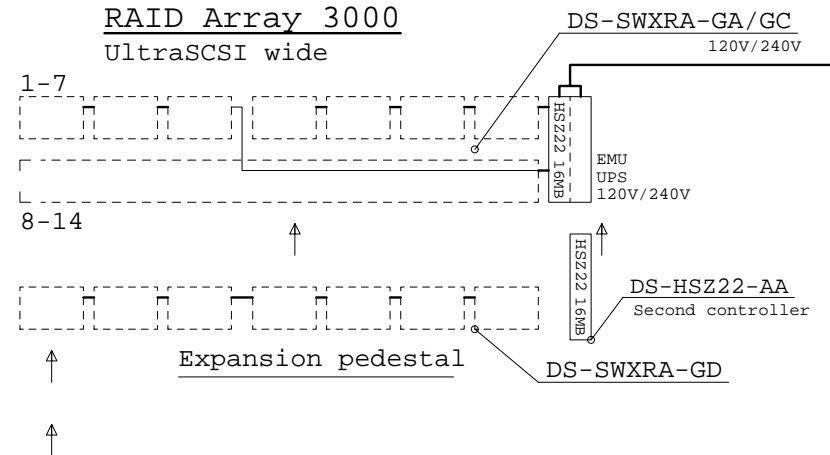 RAID Array 3000
UltraSCSI wide
DS-SWXRA-GA/GC
120V/240V
1-7
HSZ22 16MB
EMU
UPS
120V/240V
8-14
HSZ22 16MB
DS-HSZ22-AA
Second controller
Expansion pedestal
DS-SWXRA-GD